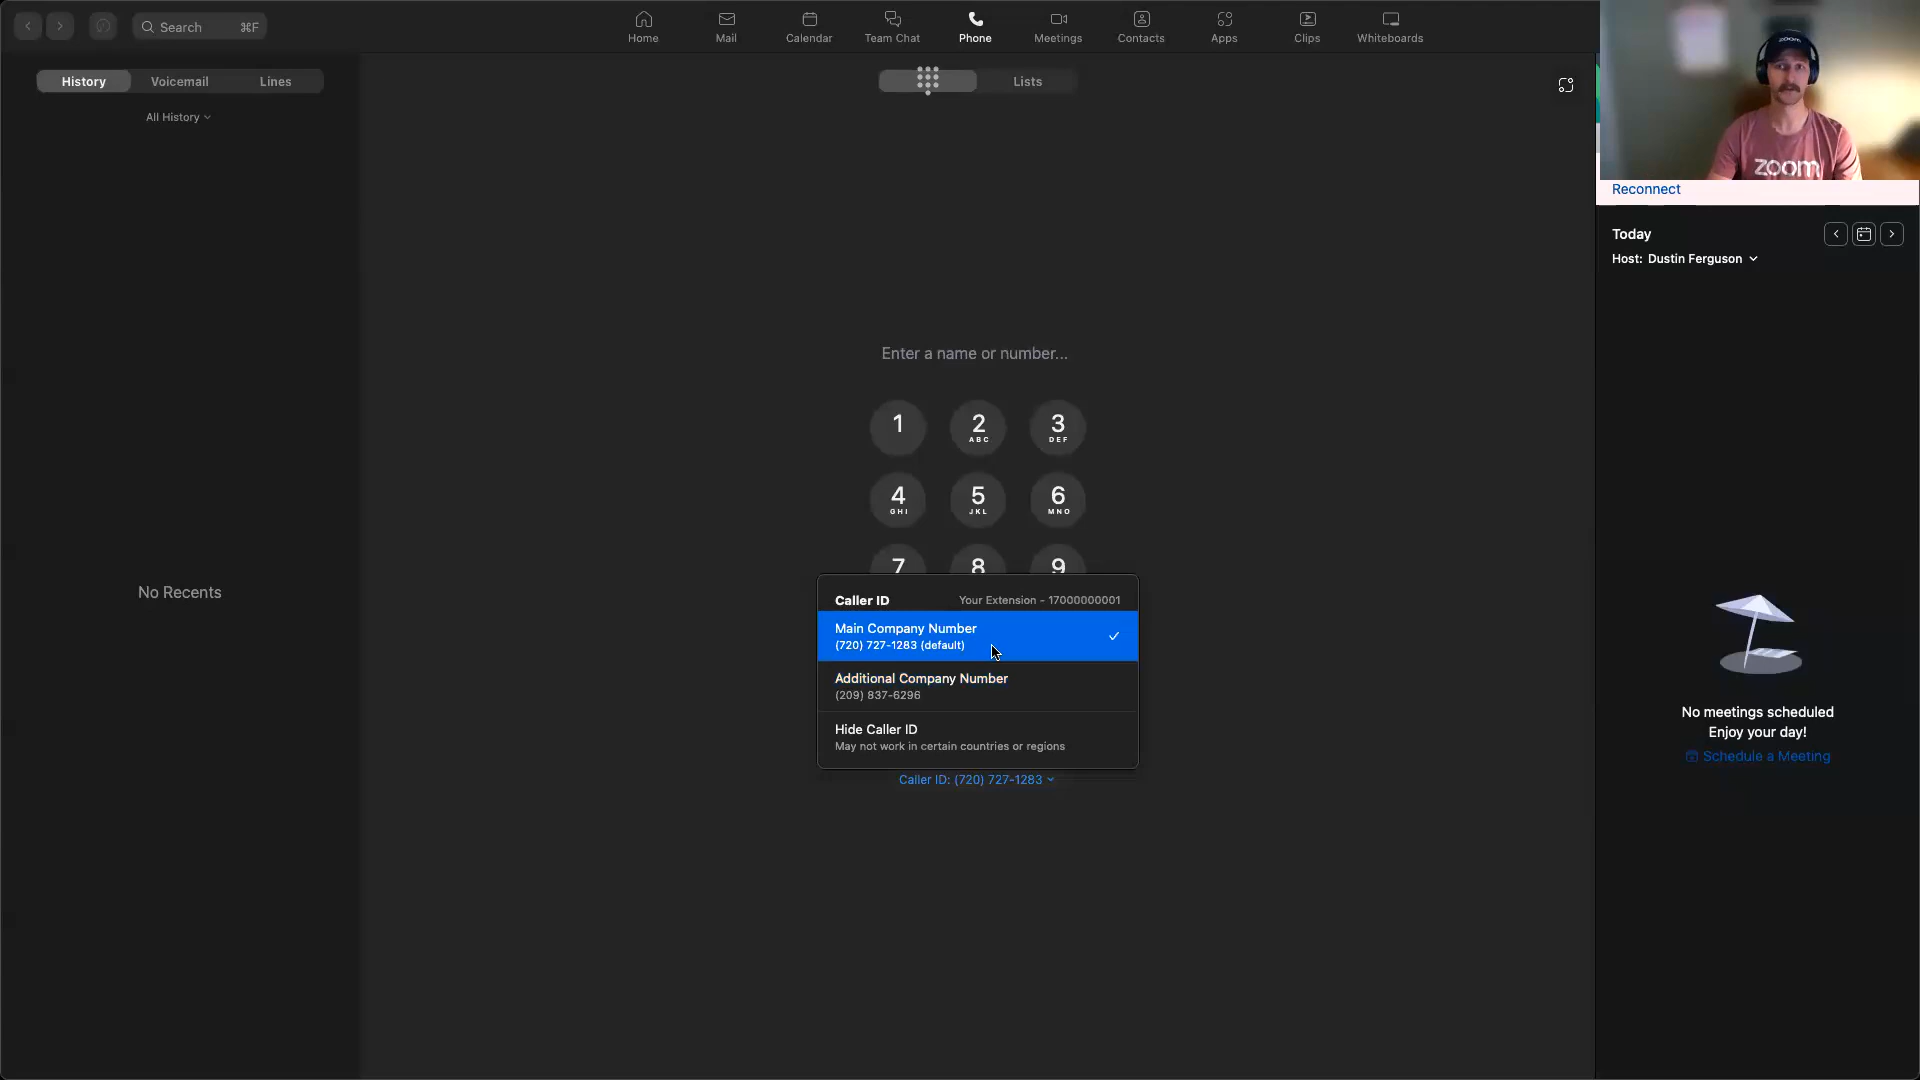 Search ⌘F
Home
Mail
Calendar
Team Chat
Phone
Meetings
Contacts
Apps
Clips
Whiteboards
History
Voicemail
Lines
All History
No Recents
Lists
Enter a name or number...
1
2
ABC
3
DEF
4
GHI
5
JKL
6
MNO
7
8
9
Caller ID
Your Extension - 17000000001
Main Company Number
(720) 727-1283 (default)
Additional Company Number
(209) 837-6296
Hide Caller ID
May not work in certain countries or regions
Caller ID: (720) 727-1283
zoom
zoom
Reconnect
Today
Host: Dustin Ferguson
No meetings scheduled
Enjoy your day!
Schedule a Meeting